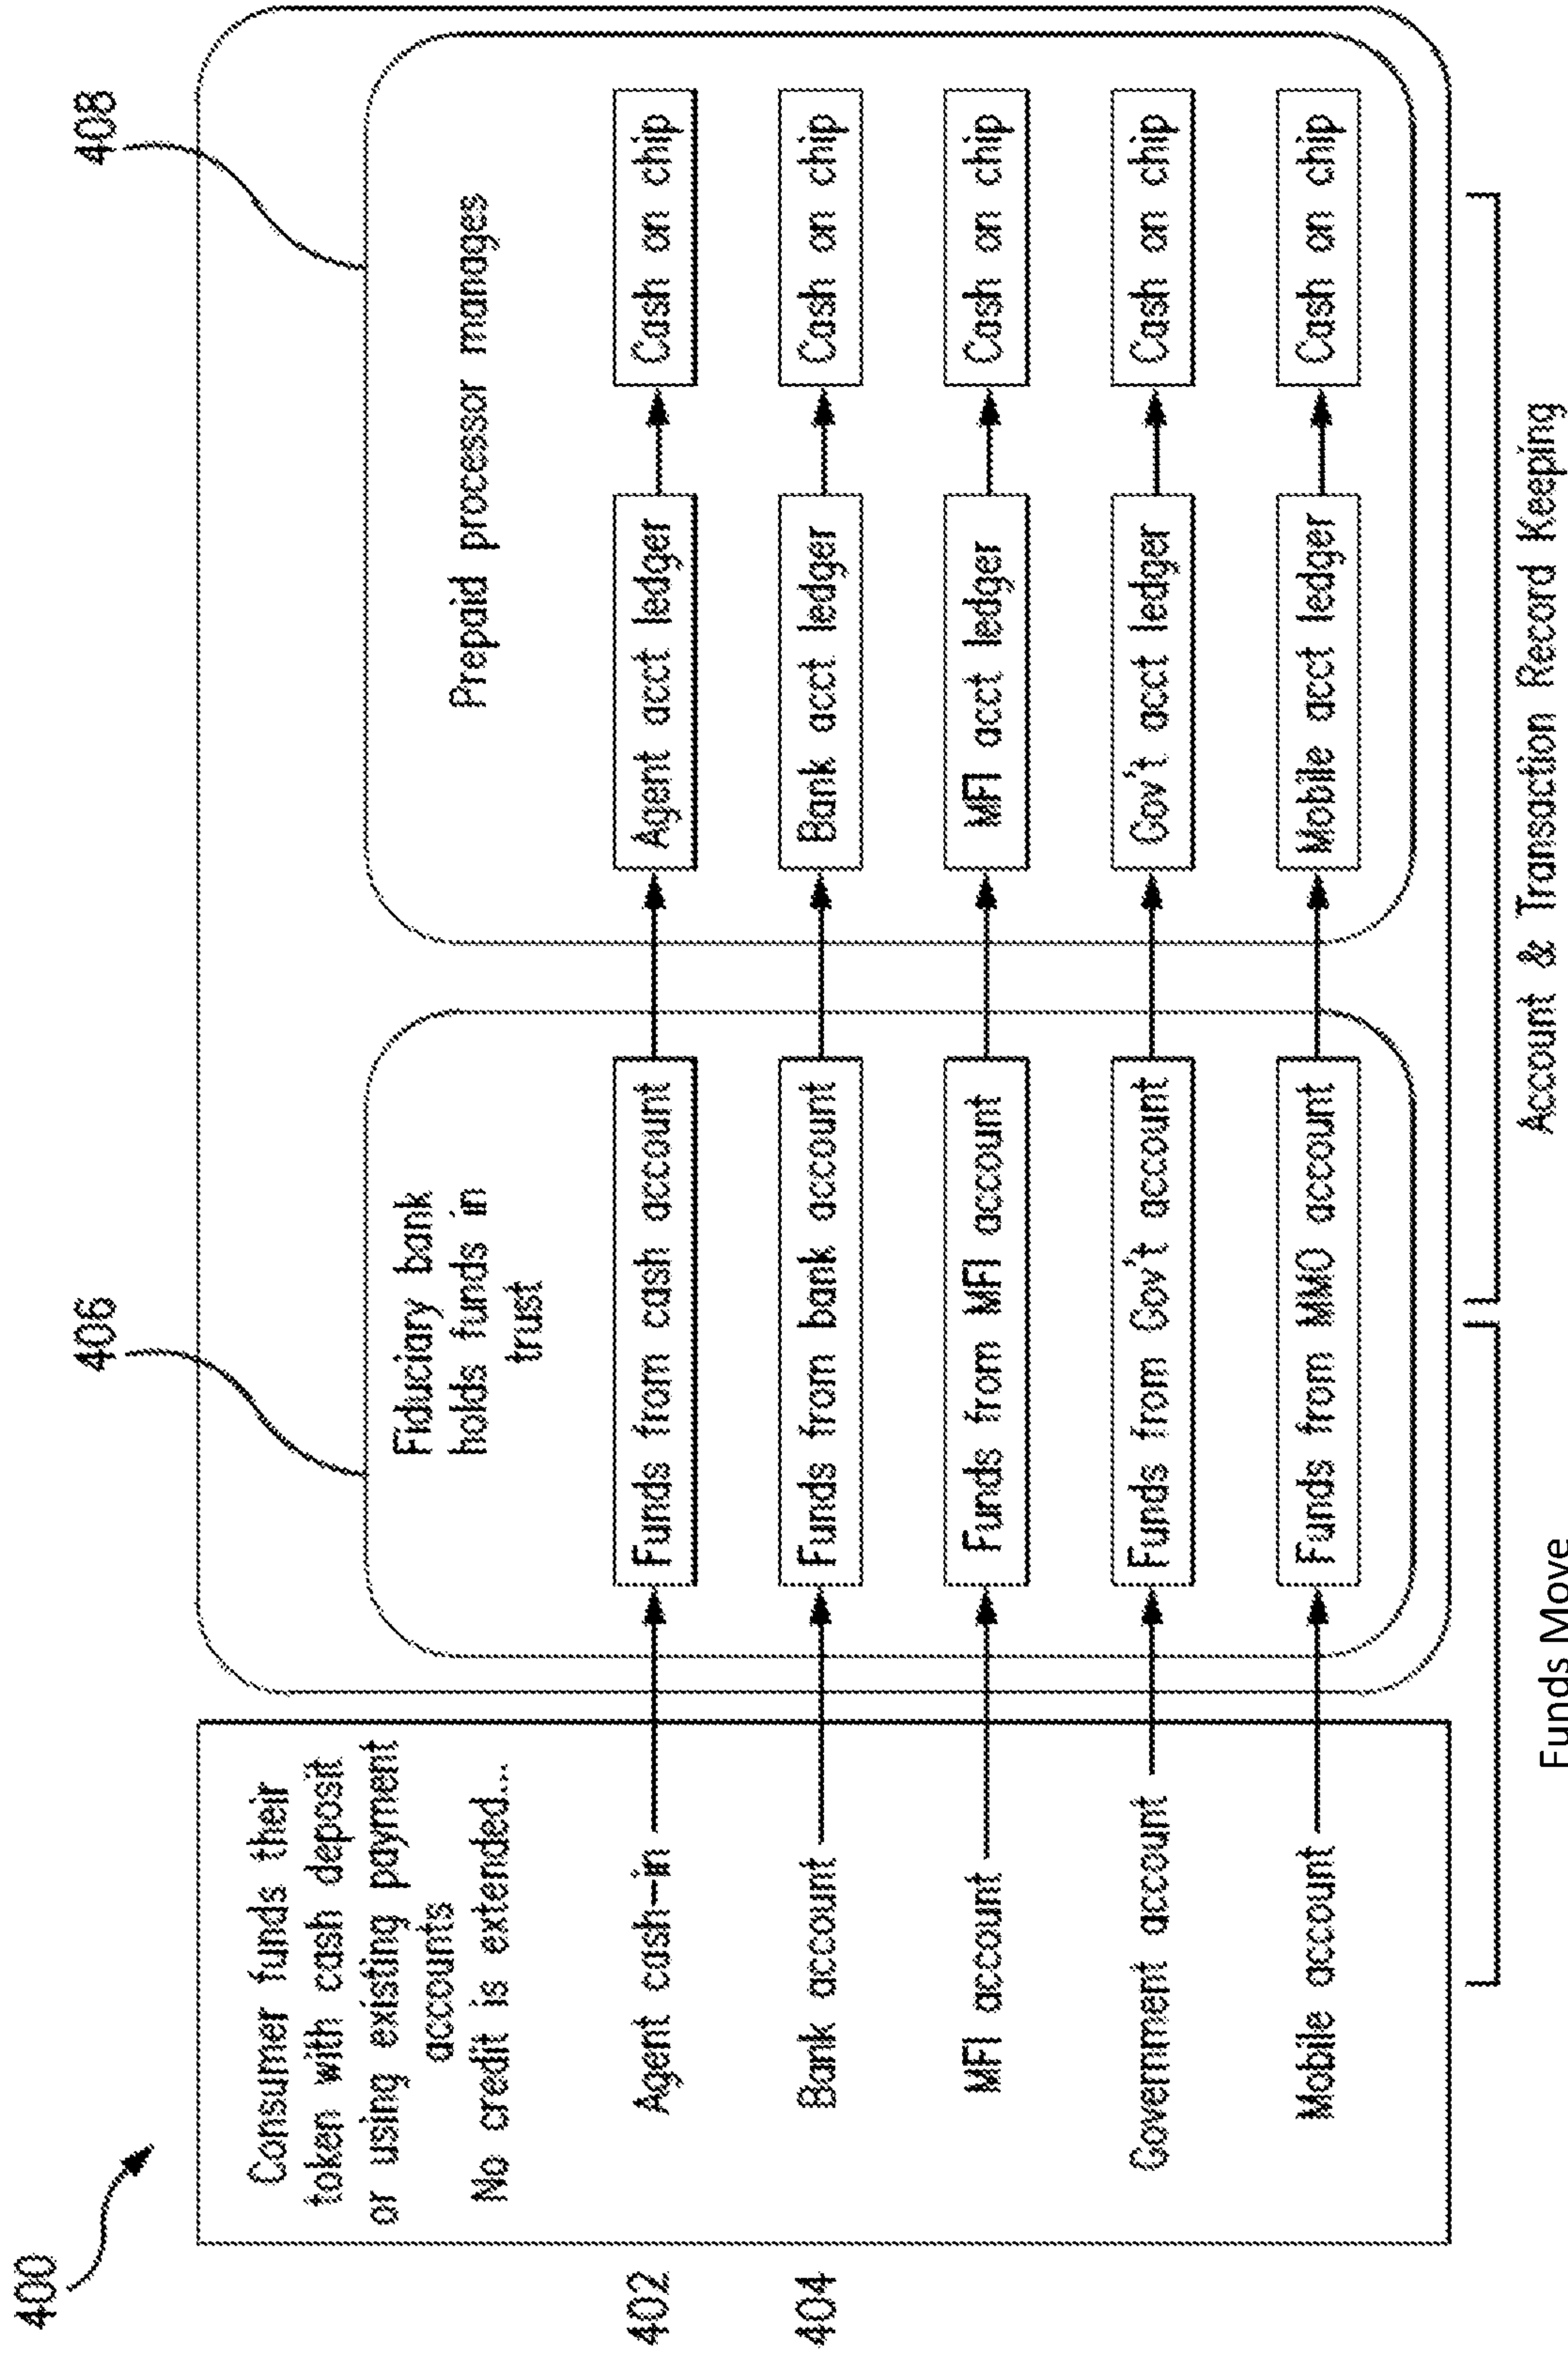 400
406
408
Consumer funds their
token with cash deposit
or using existing payment
accounts
No credit is extended...
Fiduciary bank
holds funds in
trust
Prepaid processor manages
402
Agent cash-in
Funds from cash account
Agent acct ledger
Cash on chip
404
Bank account
Funds from bank account
Bank acct ledger
Cash on chip
MFI account
Funds from MFI account
MFI acct ledger
Cash on chip
Government account
Funds from Gov't account
Gov't acct ledger
Cash on chip
Mobile account
Funds from MMO account
Mobile acct ledger
Cash on chip
Funds Move
Account & Transaction Record Keeping